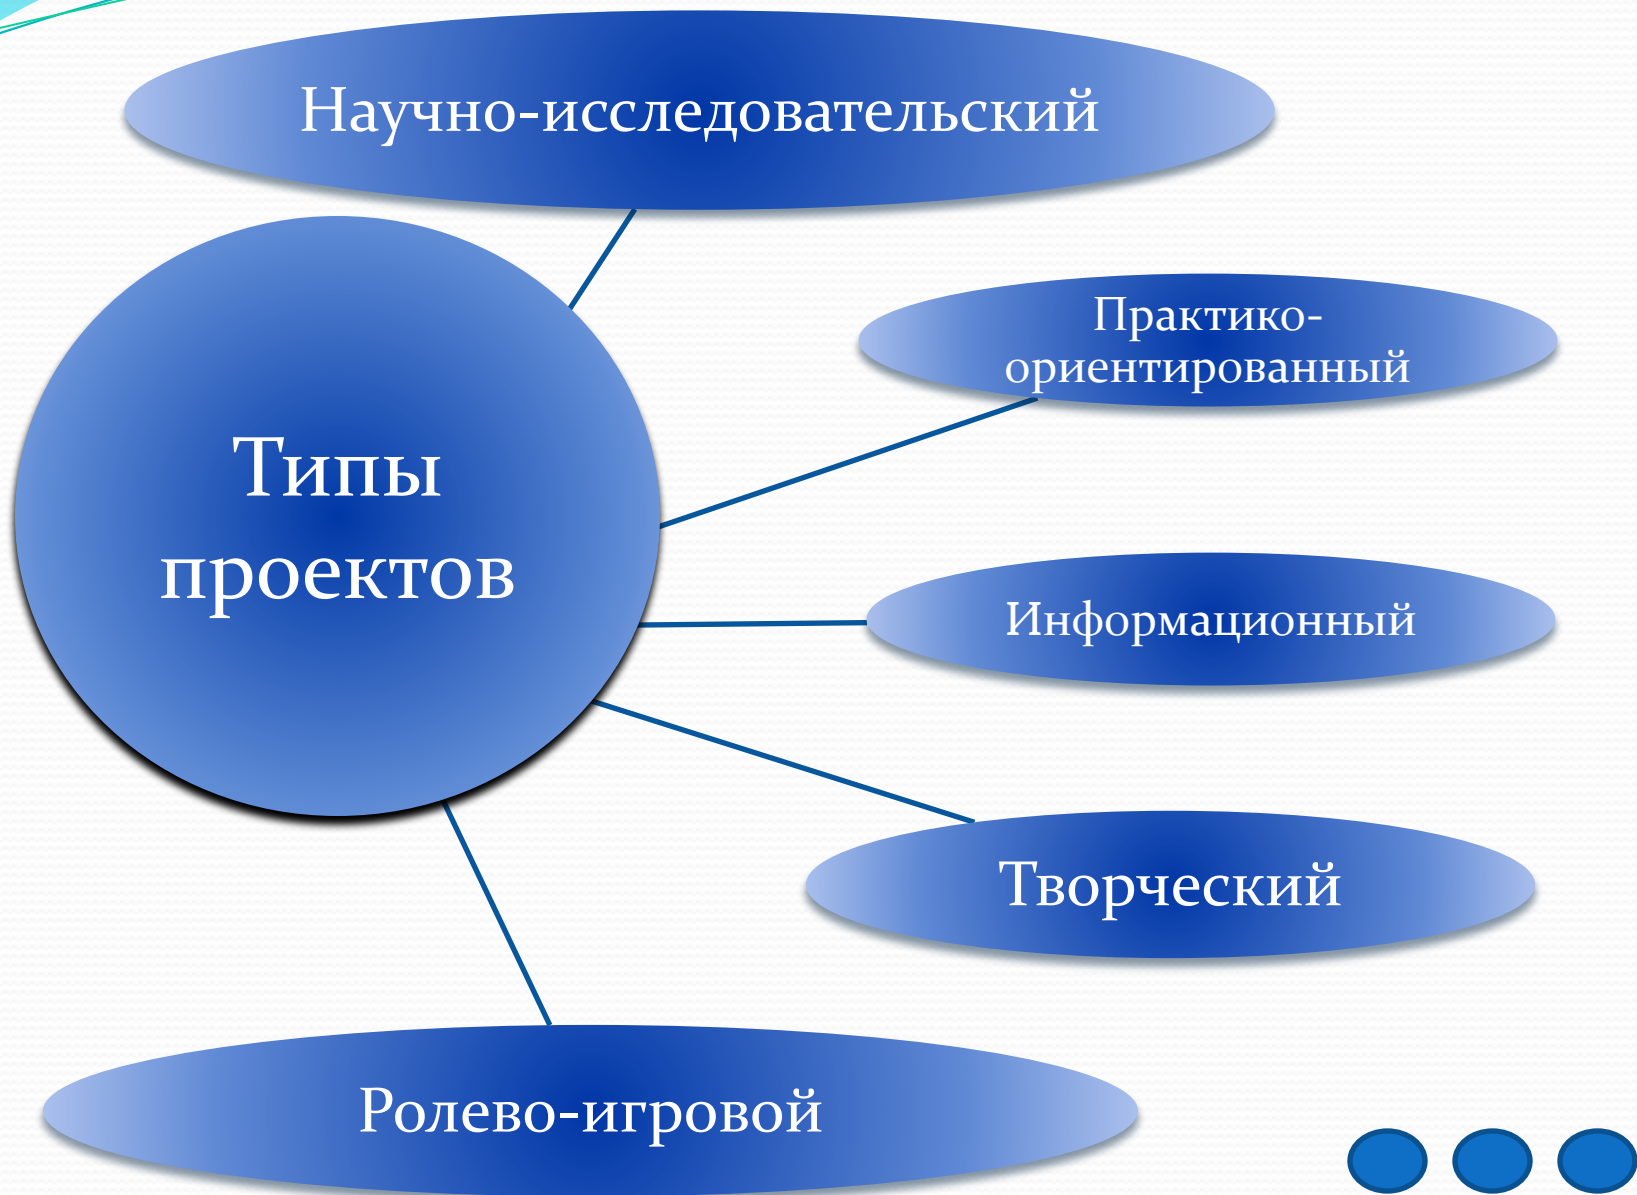 Научно-исследовательский
Практико-
ориентированный
Типы
проектов
Информационный
Творческий
Ролево-игровой